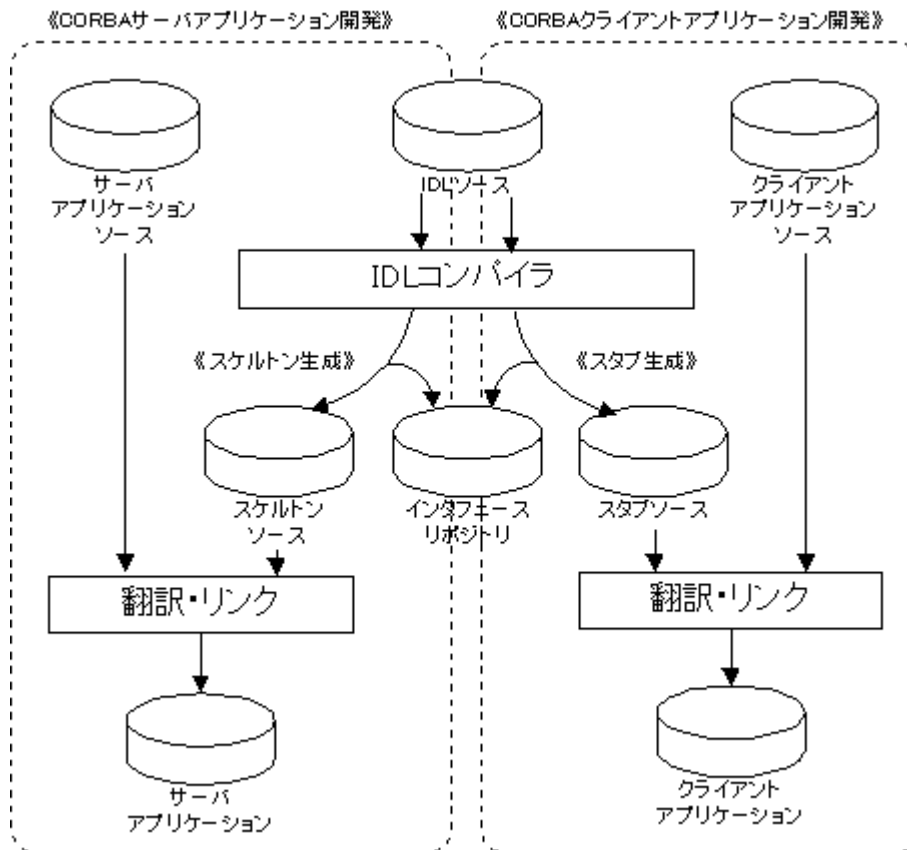 《CORBAサーバアプリケーション開発》
《CORBAクライアントアプリケーション開発》
サーバ
アプリケーション
ソース
IDLソース
クライアント
アプリケーション
ソース
IDLコンパイラ
《スケルトン生成》
《スタブ生成》
スケルトン
ソース
インタフェース
リポジトリ
スタブソース
翻訳・リンク
翻訳・リンク
サーバ
アプリケーション
クライアント
アプリケーション